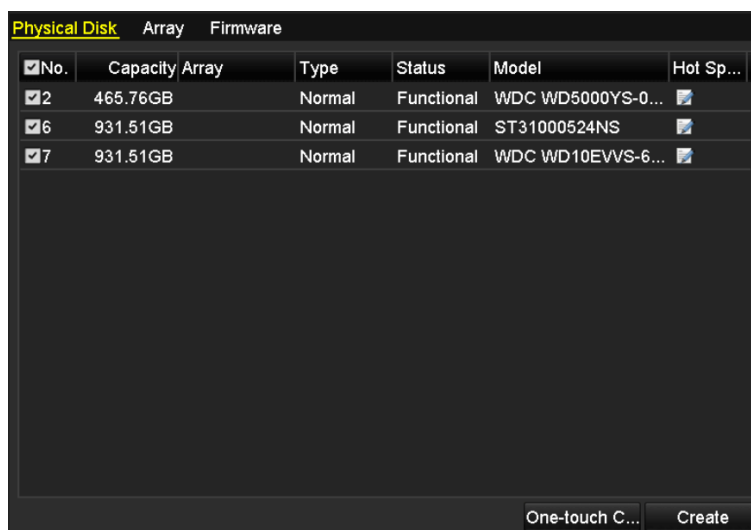 Physical Disk Array Firmware
No. Capacity Array Type Status Model Hot Sp...
2 465.76GB Normal Functional WDC WD5000YS-0...
6 931.51GB Normal Functional ST31000524NS
7 931.51GB Normal Functional WDC WD10EVVS-6...
One-touch C... Create